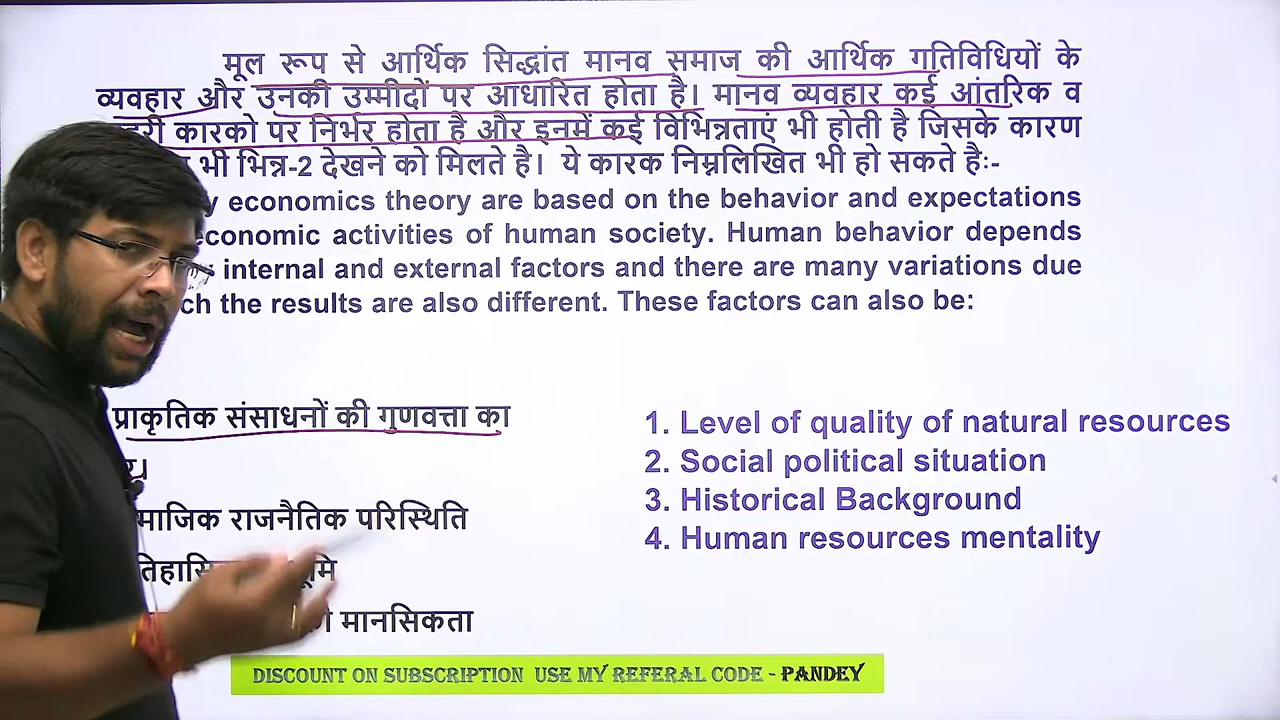 मूल रूप से आर्थिक सिद्धांत मानव समाज की आर्थिक गतिविधियों के
व्यवहार और उनकी उम्मीदों पर आधारित होता है। मानव व्यवहार कई आंतरिक व
कारको पर निर्भर होता है और इनमें कई विभिन्नताएं भी होती है जिसके कारण
भी भिन्न-2 देखने को मिलते है। ये कारक निम्नलिखित भी हो सकते हैः-
economics theory are based on the behavior and expectations
economic activities of human society. Human behavior depends
internal and external factors and there are many variations due
the results are also different. These factors can also be:
प्राकृतिक संसाधनों की गुणवत्ता का
राजनैतिक परिस्थिति
मानसिकता
1. Level of quality of natural resources
2. Social political situation
3. Historical Background
4. Human resources mentality
DISCOUNT ON SUBSCRIPTION USE MY REFERAL CODE - PANDEY